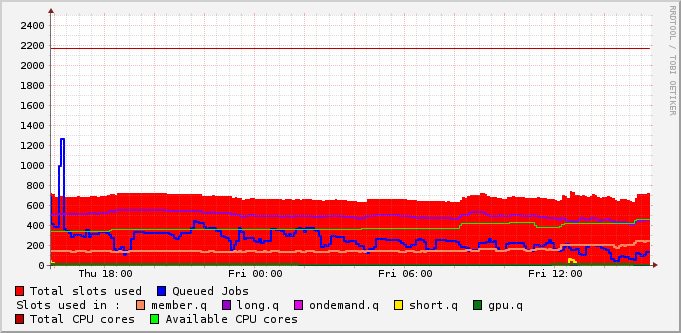 RRDTOOL / TOBI OETIKER
2400
2200
2000
1800
1600
1400
1200
1000
800
600
400
200
0
Thu 18:00 Fri 00:00 Fri 06:00 Fri 12:00
Total slots used Queued Jobs
Slots used in : member.q long.q ondemand.q short.q gpu.q
Total CPU cores Available CPU cores